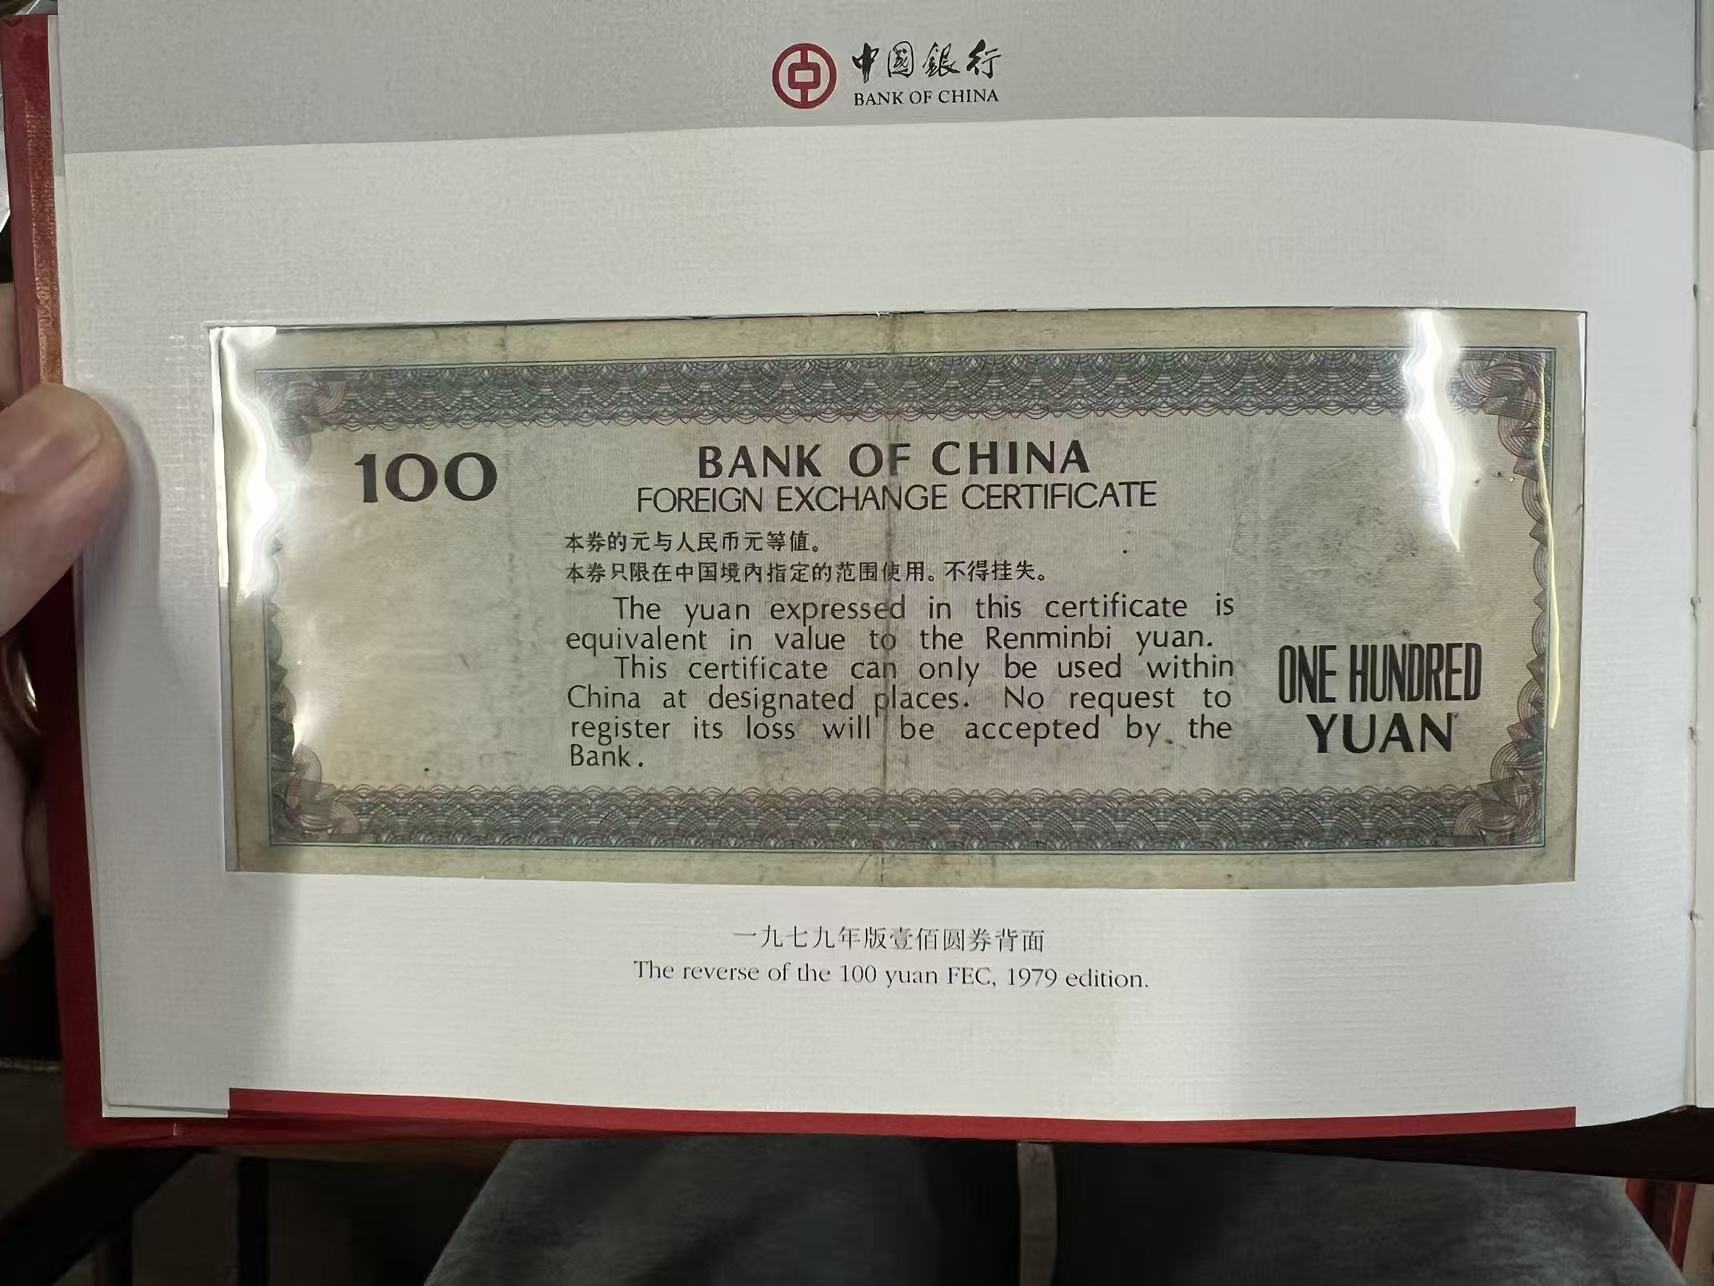 中國銀行
BANK OF CHINA
100
BANK OF CHINA
FOREIGN EXCHANGE CERTIFICATE
本券的元与人民币元等值。
本券只限在中国境内指定的范围使用。不得挂失。
The yuan expressed in this certificate is
equivalent in value to the Renminbi yuan.
This certificate can only be used within
China at designated places. No request to
register its loss will be accepted by the
Bank.
ONE HUNDRED
YUAN
一九七九年版壹佰圆券背面
The reverse of the 100 yuan FEC, 1979 edition.